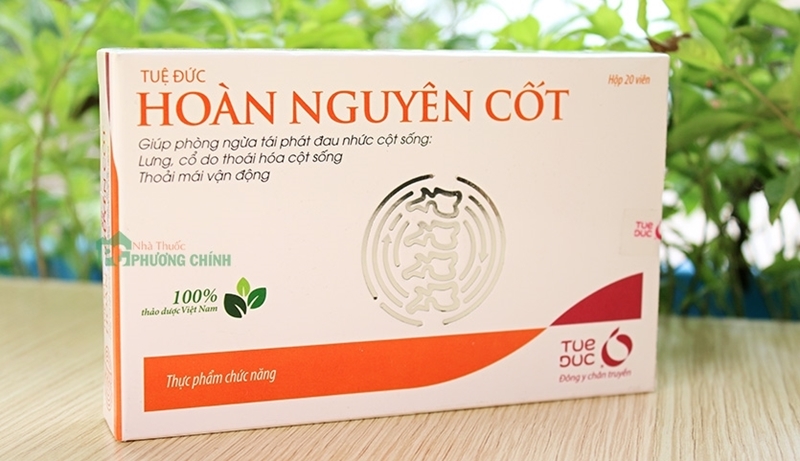 TUỆ ĐỨC
Hộp 20 viên
HOÀN NGUYÊN CỐT
Giúp phòng ngừa tái phát đau nhức cột sống:
Lưng, cổ do thoái hóa cột sống
Thoải mái vận động
TUE
DUC
Nhà Thuốc
PHƯƠNG CHÍNH
100%
thảo dược Việt Nam
Thực phẩm chức năng
TUE
DUC
Đông y chân truyền